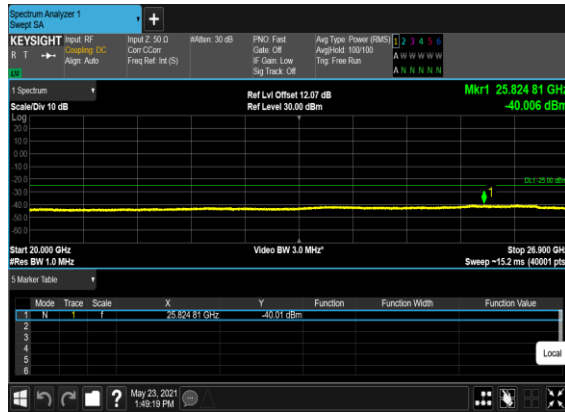 Spectrum Analyzer 1
Swept SA
+
KEYSIGHT Input: RF Input Z: 50 Ω #Atten: 30 dB PNO: Fast Avg Type: Power (RMS) 1 2 3 4 5 6
R T Coupling: DC Corr CCorr Gate: Off Avg|Hold: 100/100 A W W W W W
Align: Auto Freq Ref: Int (S) IF Gain: Low Trig: Free Run
Sig Track: Off A N N N N N
1 Spectrum Ref Lvl Offset 12.07 dB Mkr1 25.824 81 GHz
Scale/Div 10 dB Ref Level 30.00 dBm -40.006 dBm
Log
20.0
10.0
0.00
-10.0
-20.0
DL1 -25.00 dBm
-30.0
1
-40.0
-50.0
-60.0
Start 20.000 GHz Video BW 3.0 MHz* Stop 26.900 GHz
#Res BW 1.0 MHz Sweep ~15.2 ms (40001 pts)
5 Marker Table
Mode Trace Scale X Y Function Function Width Function Value
1 N 1 f 25.824 81 GHz -40.01 dBm
2
3
4
5
6
Local
? May 23, 2021
1:49:19 PM